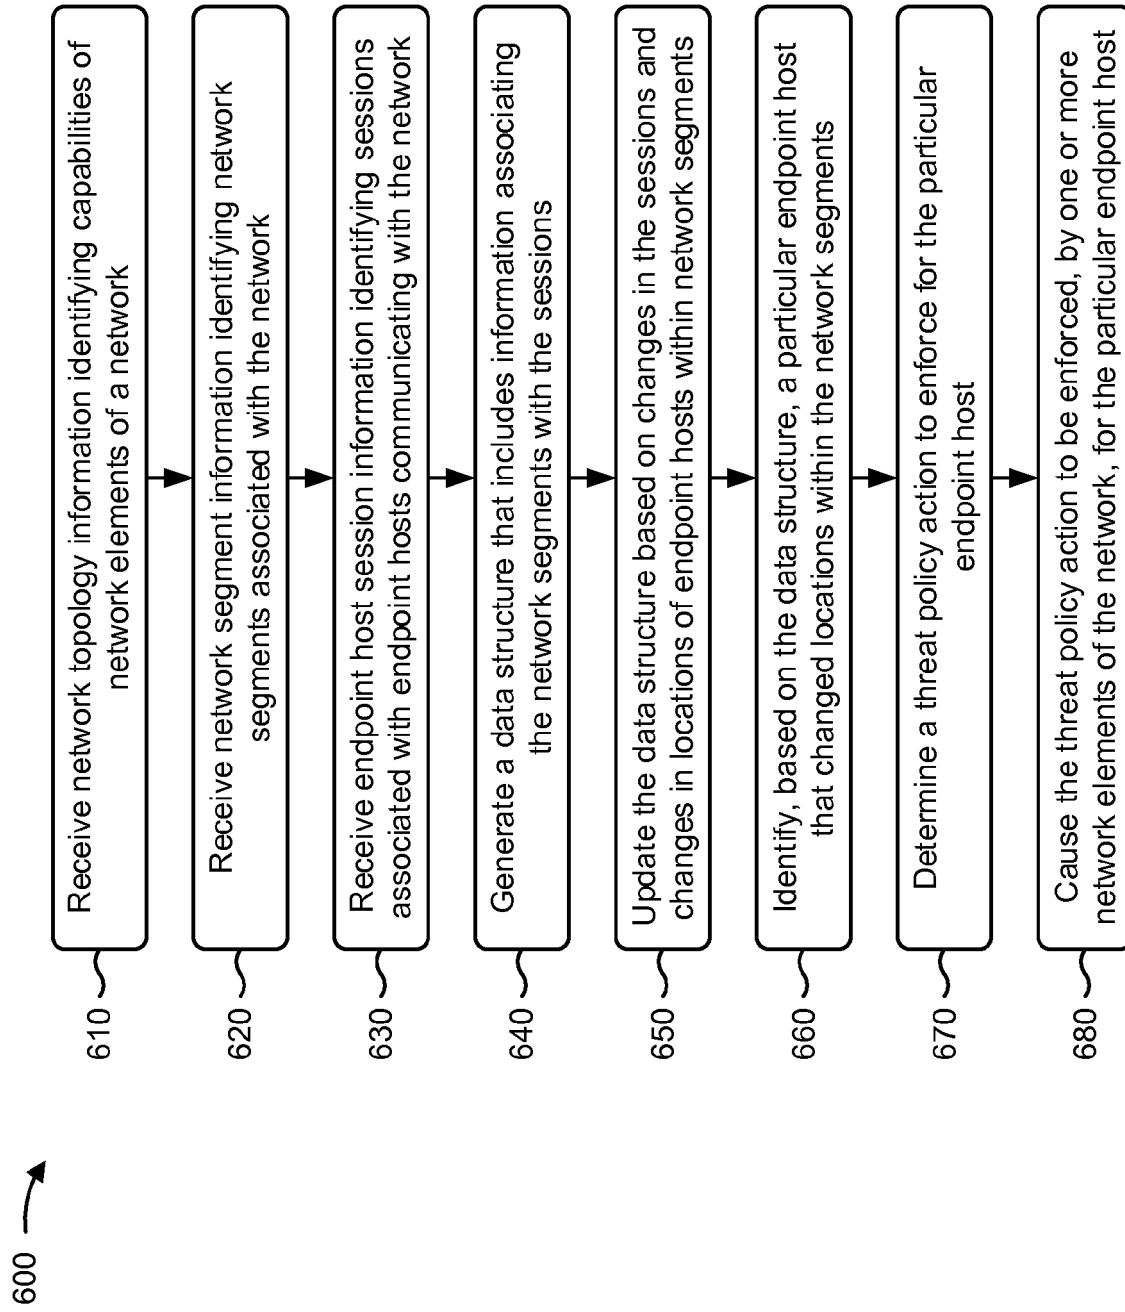 600
610
Receive network topology information identifying capabilities of
network elements of a network
620
Receive network segment information identifying network
segments associated with the network
630
Receive endpoint host session information identifying sessions
associated with endpoint hosts communicating with the network
640
Generate a data structure that includes information associating
the network segments with the sessions
650
Update the data structure based on changes in the sessions and
changes in locations of endpoint hosts within network segments
660
Identify, based on the data structure, a particular endpoint host
that changed locations within the network segments
670
Determine a threat policy action to enforce for the particular
endpoint host
680
Cause the threat policy action to be enforced, by one or more
network elements of the network, for the particular endpoint host